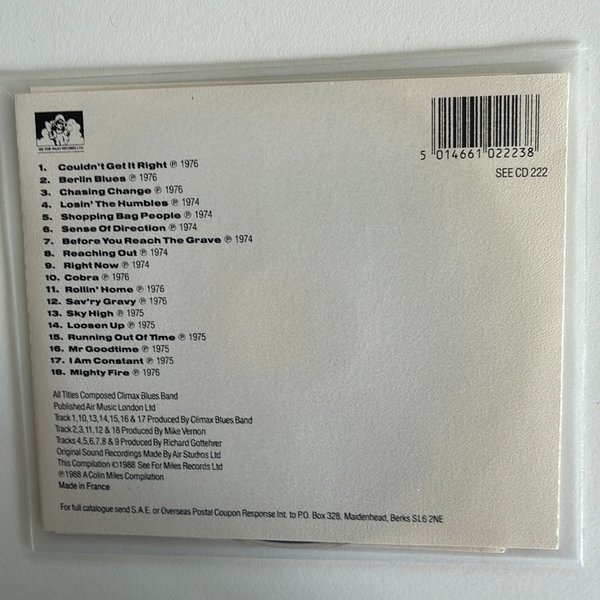 SEE FOR MILES RECORDS LTD
5 014661 022238
SEE CD 222
1. Couldn't Get It Right ℗ 1976
2. Berlin Blues ℗ 1976
3. Chasing Change ℗ 1976
4. Losin' The Humbles ℗ 1974
5. Shopping Bag People ℗ 1974
6. Sense Of Direction ℗ 1974
7. Before You Reach The Grave ℗ 1974
8. Reaching Out ℗ 1974
9. Right Now ℗ 1974
10. Cobra ℗ 1976
11. Rollin' Home ℗ 1976
12. Sav'ry Gravy ℗ 1976
13. Sky High ℗ 1975
14. Loosen Up ℗ 1975
15. Running Out Of Time ℗ 1975
16. Mr Goodtime ℗ 1975
17. I Am Constant ℗ 1975
18. Mighty Fire ℗ 1976
All Titles Composed Climax Blues Band
Published Air Music London Ltd
Track 1,10,13,14,15,16 & 17 Produced By Climax Blues Band
Track 2,3,11,12 & 18 Produced By Mike Vernon
Tracks 4,5,6,7,8 & 9 Produced By Richard Gottehrer
Original Sound Recordings Made By Air Studios Ltd
This Compilation ©1988 See For Miles Records Ltd
℗1988 A Colin Miles Compilation
Made in France
For full catalogue send S.A.E. or Overseas Postal Coupon Response Int. to P.O. Box 328, Maidenhead, Berks SL6 2NE